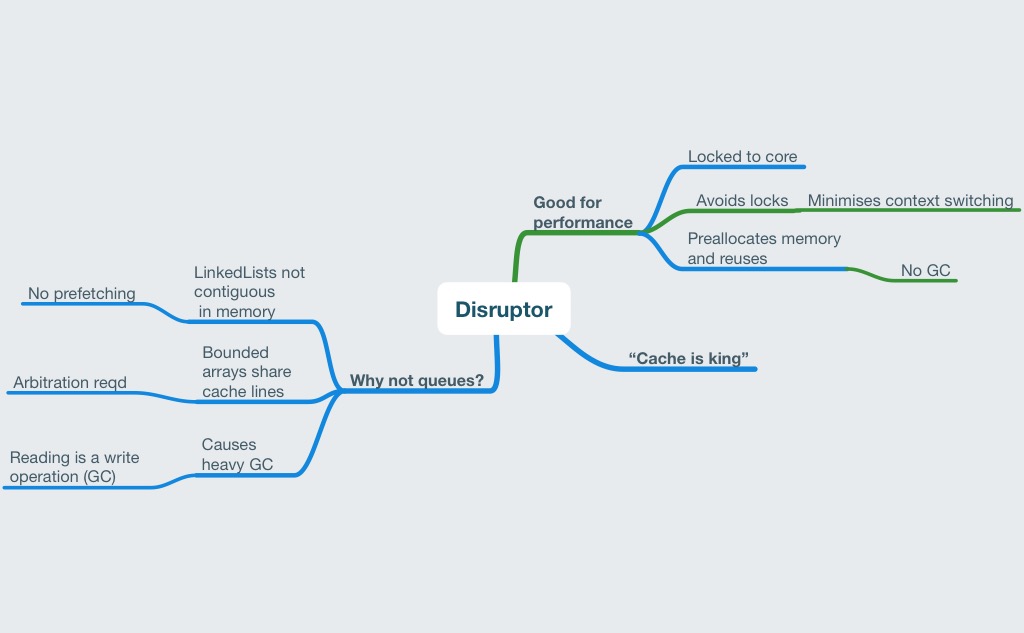 Disruptor
Good for
performance
Locked to core
Avoids locks
Minimises context switching
Preallocates memory
and reuses
No GC
“Cache is king”
Why not queues?
LinkedLists not
contiguous
in memory
No prefetching
Bounded
arrays share
cache lines
Arbitration reqd
Causes
heavy GC
Reading is a write
operation (GC)